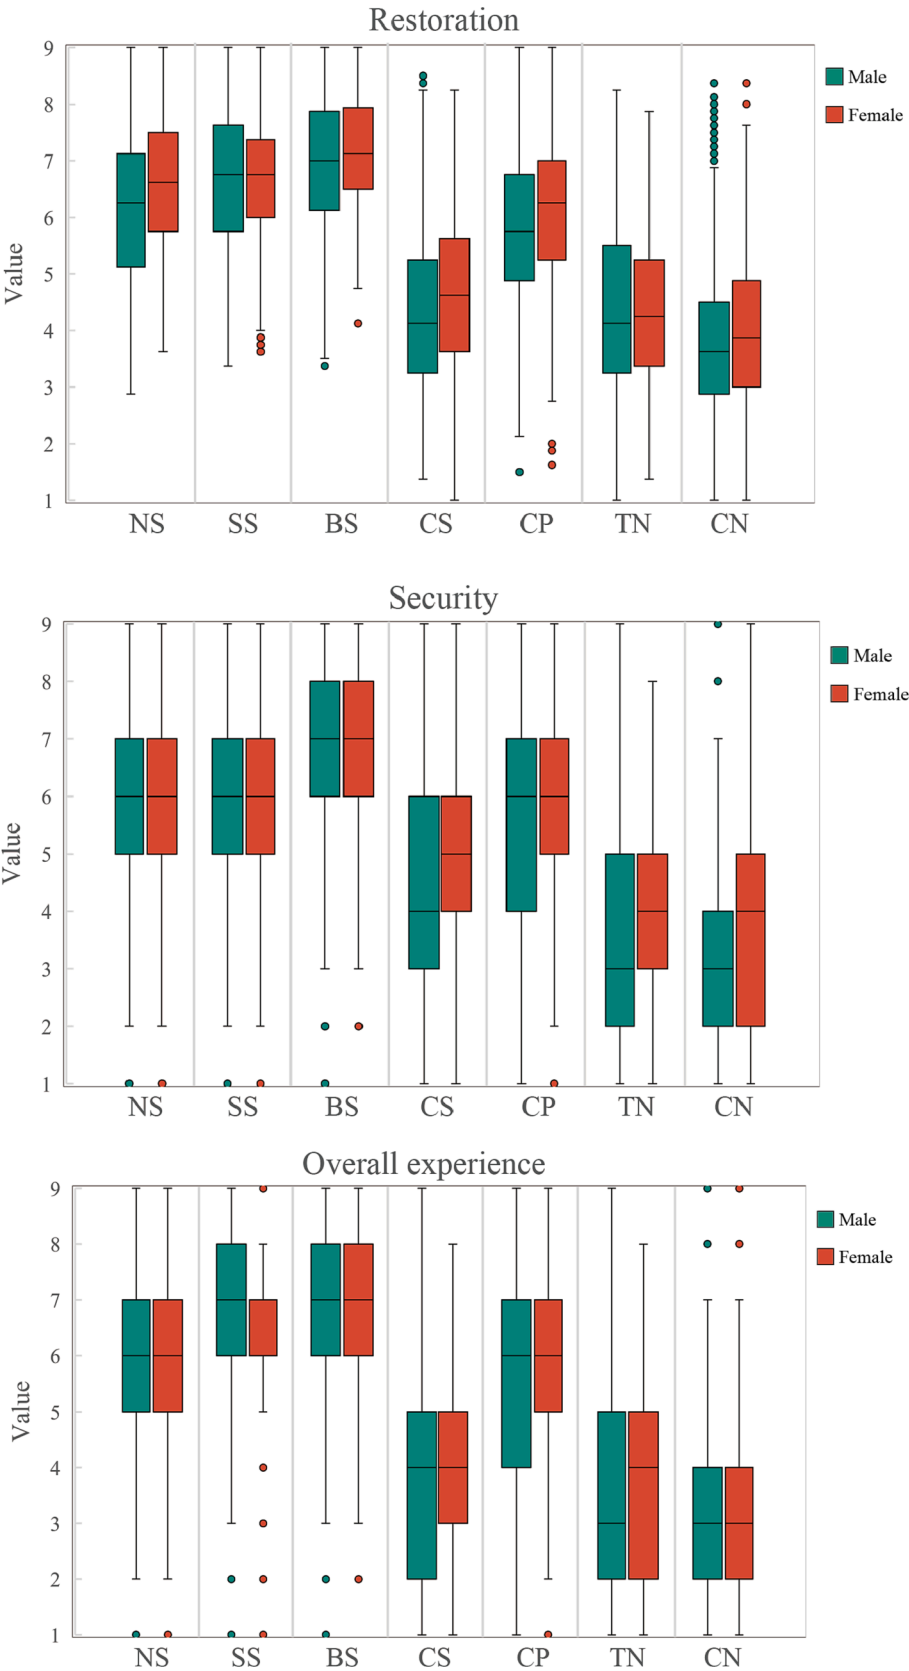 Restoration
9
8
7
6
5
4
3
2
1
Value
NS SS BS CS CP TN CN
Male
Female
Security
9
8
7
6
5
4
3
2
1
Value
NS SS BS CS CP TN CN
Male
Female
Overall experience
9
8
7
6
5
4
3
2
1
Value
NS SS BS CS CP TN CN
Male
Female